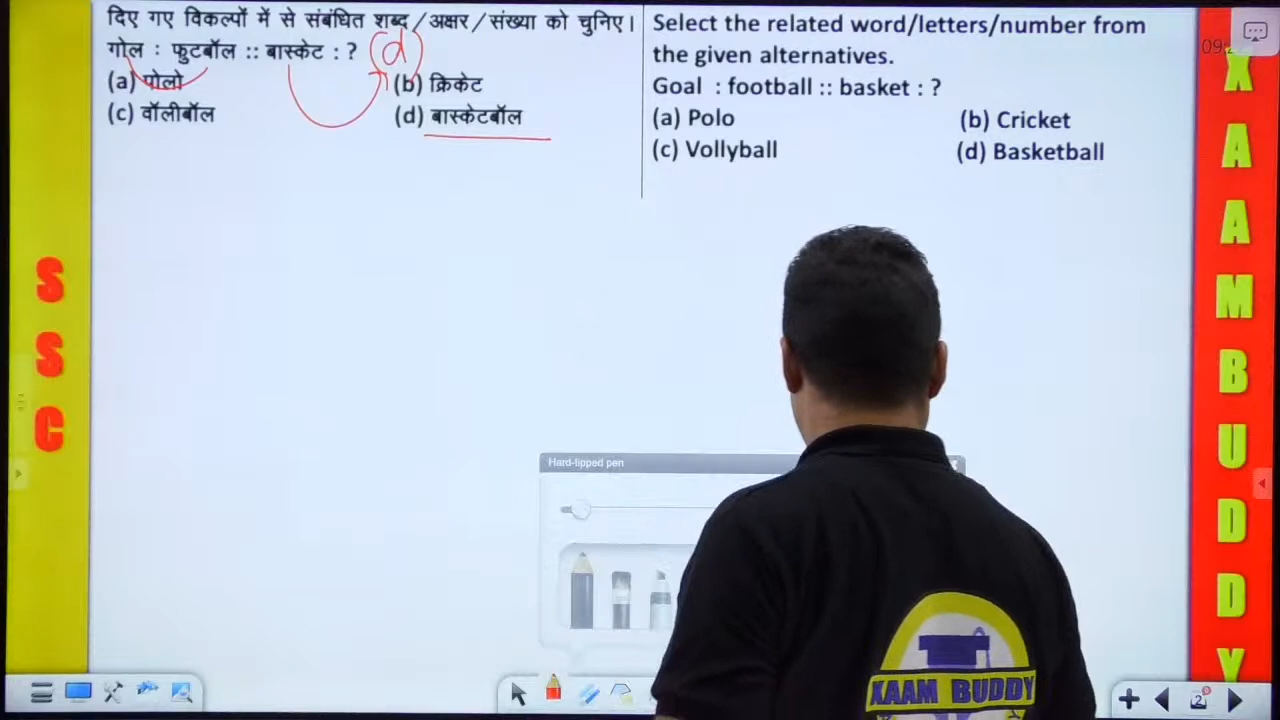 दिए गए विकल्पों में से संबंधित शब्द/अक्षर/संख्या को चुनिए।
गोल : फुटबॉल :: बास्केट : ?
d
(a) पोलो
(b) क्रिकेट
(c) वॉलीबॉल
(d) बास्केटबॉल
Select the related word/letters/number from
the given alternatives.
Goal : football :: basket : ?
(a) Polo
(b) Cricket
(c) Vollyball
(d) Basketball
SSC
XAAMBUDDY
Hard-tipped pen
XAAM BUDDY
2